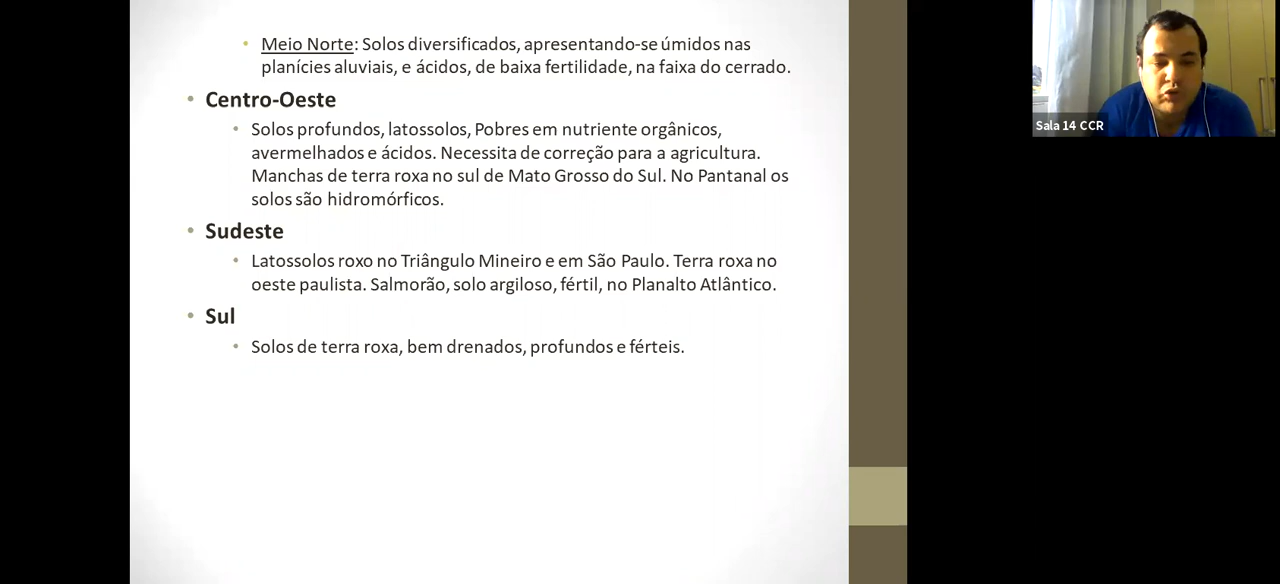 Meio Norte: Solos diversificados, apresentando-se úmidos nas
planícies aluviais, e ácidos, de baixa fertilidade, na faixa do cerrado.
Centro-Oeste
Solos profundos, latossolos, Pobres em nutriente orgânicos,
avermelhados e ácidos. Necessita de correção para a agricultura.
Manchas de terra roxa no sul de Mato Grosso do Sul. No Pantanal os
solos são hidromórficos.
Sudeste
Latossolos roxo no Triângulo Mineiro e em São Paulo. Terra roxa no
oeste paulista. Salmorão, solo argiloso, fértil, no Planalto Atlântico.
Sul
Solos de terra roxa, bem drenados, profundos e férteis.
Sala 14 CCR